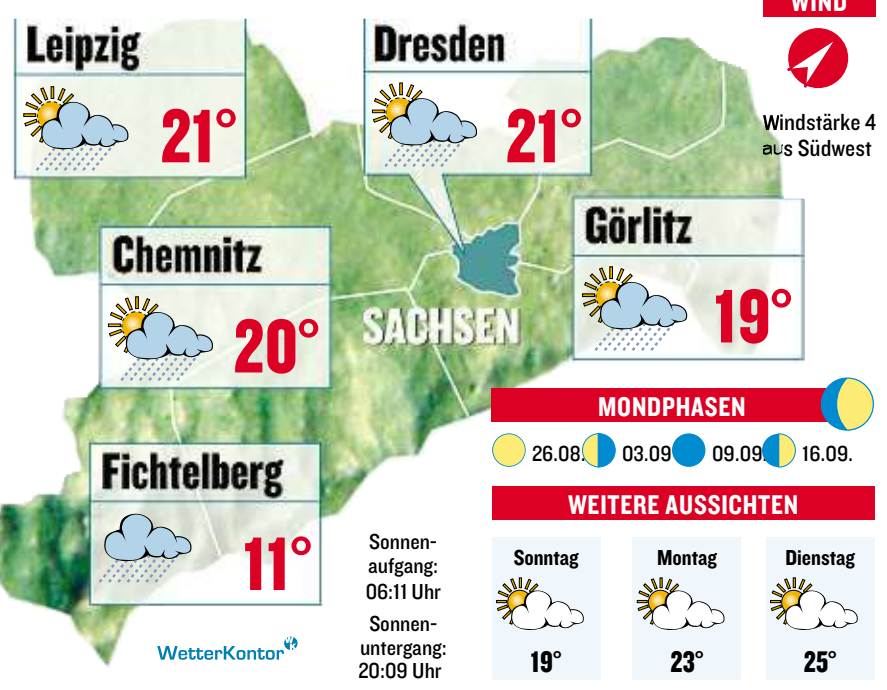 WIND
Leipzig
21°
Dresden
21°
Windstärke 4
aus Südwest
Chemnitz
20°
Görlitz
19°
SACHSEN
Fichtelberg
11°
MONDPHASEN
26.08.
03.09
09.09.
16.09.
WEITERE AUSSICHTEN
Sonntag
19°
Montag
23°
Dienstag
25°
Sonnen-
aufgang:
06:11 Uhr
Sonnen-
untergang:
20:09 Uhr
WetterKontor